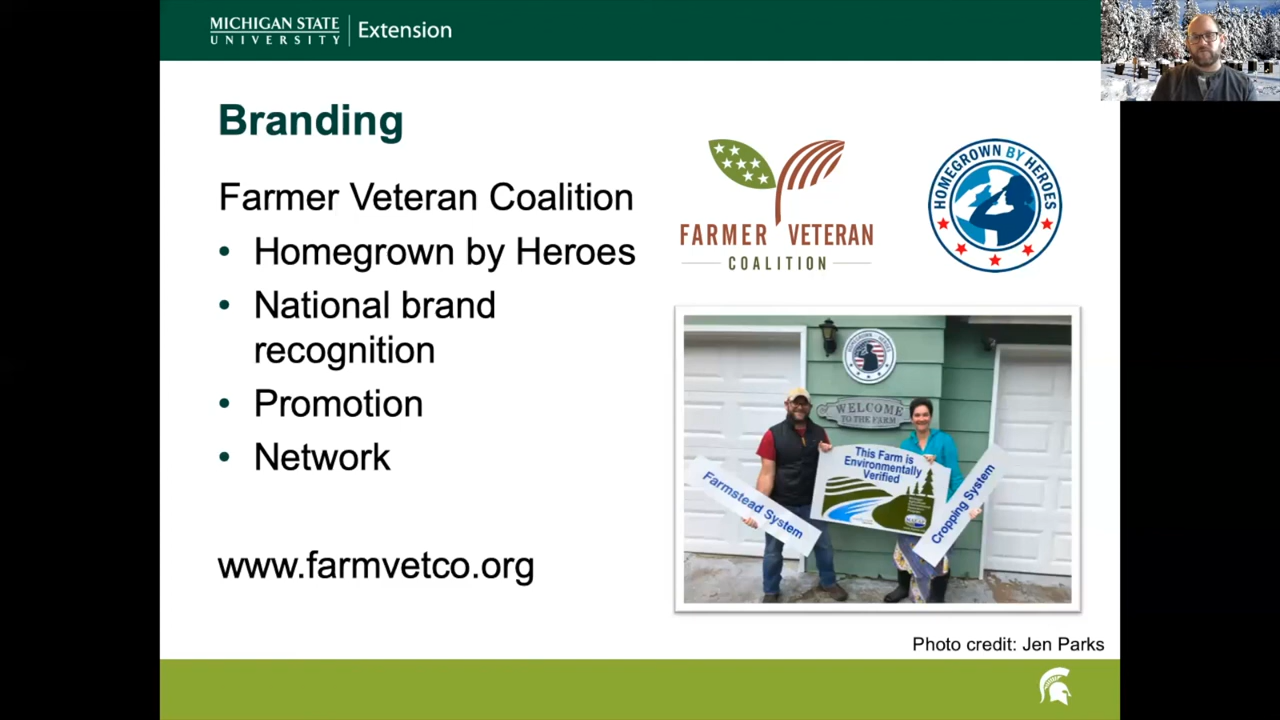 MICHIGAN STATE
UNIVERSITY
Extension
Branding
Farmer Veteran Coalition
• Homegrown by Heroes
• National brand
recognition
• Promotion
• Network
www.farmvetco.org
FARMER VETERAN
COALITION
HOMEGROWN BY HEROES
WELCOME
TO THE FARM
This Farm is
Environmentally
Verified
Farmstead System
Cropping System
Photo credit: Jen Parks